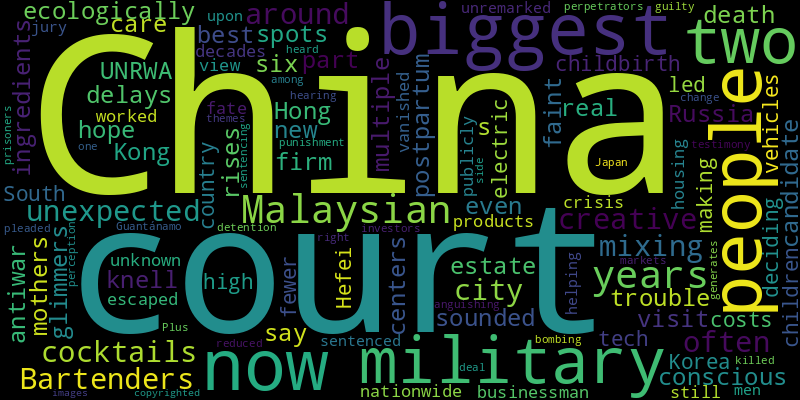 ecologically
upon
around
unremarked
perpetrators
guilty
jury
care
best
spots
biggest
death
two
decades
heard
ingredients
UNRWA
view
six
part
childbirth
delays
among
China
led
vehicles
worked
hearing
multiple
vanished
postpartum
publicly
s
electric
faint
real
Russia
change
prisoners
hope
fate
Hong
new
people
themes
punishment
testimony
one
Kong
rises
sentencing
firm
side
Japan
candidate
South
country
Malaysian
even
crisis
housing
making
unexpected
products
creative
children
pleaded
Guantánamo
detention
court
perception
right
investors
mixing
deciding
antiwar
mothers
glimmers
unknown
knell
high
fewer
Hefei
centers
estate
years
helping
markets
generates
escaped
city
anguishing
trouble
visit
costs
Plus
sounded
tech
often
cocktails
reduced
say
sentenced
bombing
Korea
killed
Bartenders
now
military
deal
conscious
images
copyrighted
nationwide
businessman
still
men